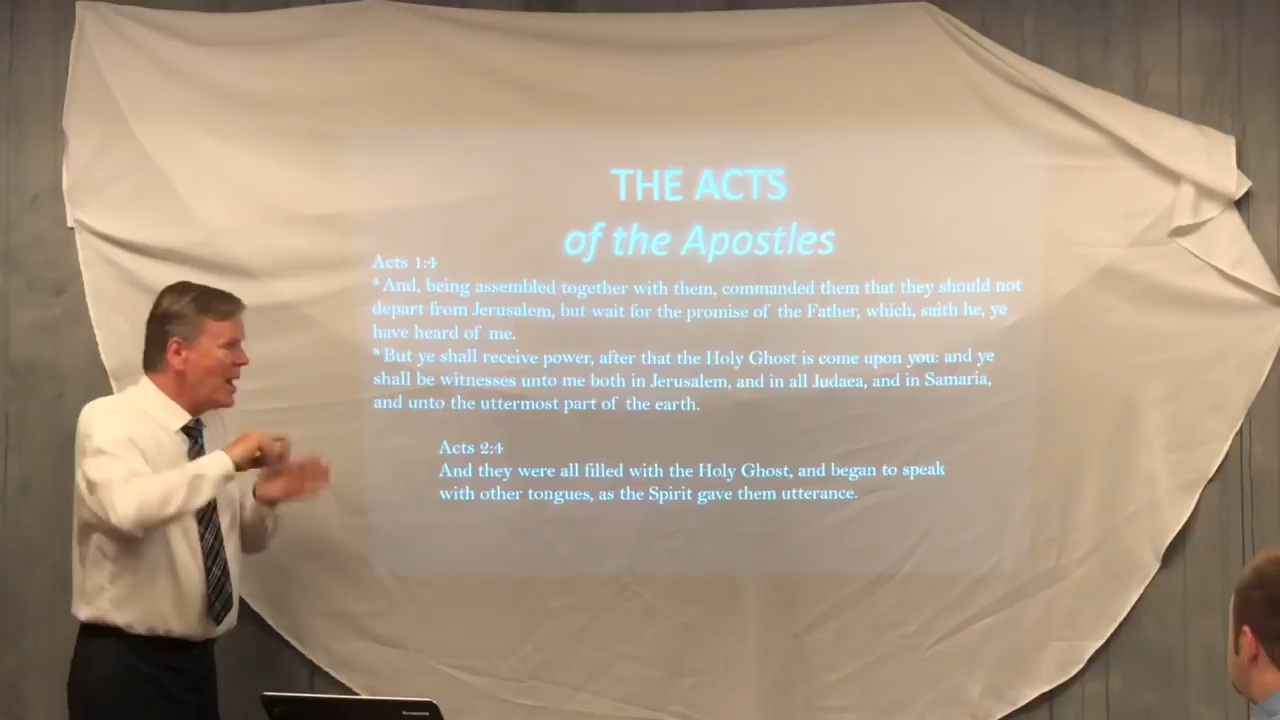 THE ACTS
of the Apostles
Acts 1:4
⁴ And, being assembled together with them, commanded them that they should not
depart from Jerusalem, but wait for the promise of the Father, which, saith he, ye
have heard of me.
⁸ But ye shall receive power, after that the Holy Ghost is come upon you: and ye
shall be witnesses unto me both in Jerusalem, and in all Judaea, and in Samaria,
and unto the uttermost part of the earth.
Acts 2:4
And they were all filled with the Holy Ghost, and began to speak
with other tongues, as the Spirit gave them utterance.